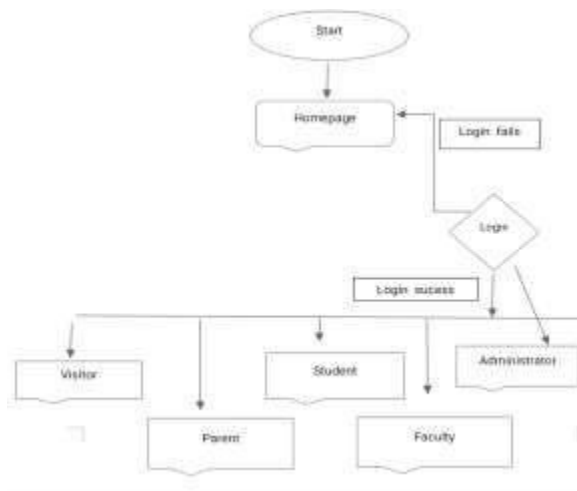 Start
Homepage
Login fails
Login
Login sucess
Visitor
Student
Administrator
Parent
Faculty